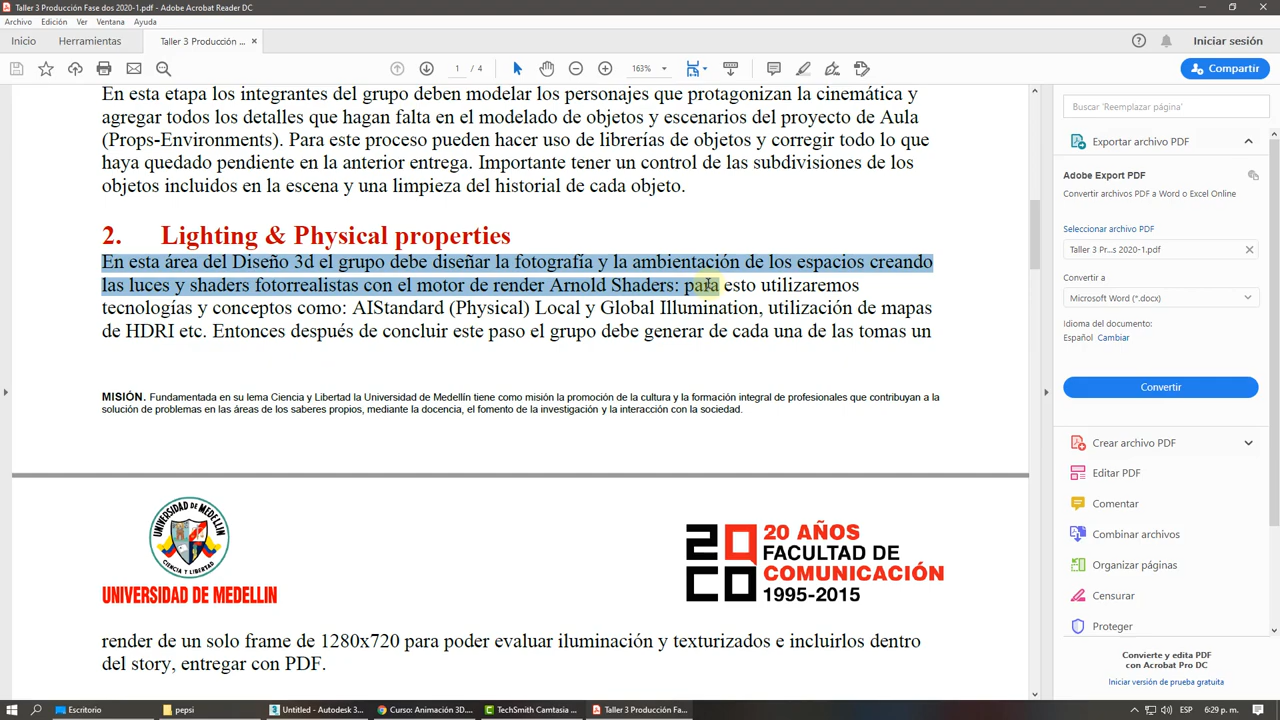 Taller 3 Producción Fase dos 2020-1.pdf - Adobe Acrobat Reader DC
Archivo Edición Ver Ventana Ayuda
Inicio Herramientas Taller 3 Producción ... × Iniciar sesión
1 / 4 163% Compartir
En esta etapa los integrantes del grupo deben modelar los personajes que protagonizan la cinemática y
agregar todos los detalles que hagan falta en el modelado de objetos y escenarios del proyecto de Aula
(Props-Environments). Para este proceso pueden hacer uso de librerías de objetos y corregir todo lo que
haya quedado pendiente en la anterior entrega. Importante tener un control de las subdivisiones de los
objetos incluidos en la escena y una limpieza del historial de cada objeto.
2. Lighting & Physical properties
En esta área del Diseño 3d el grupo debe diseñar la fotografía y la ambientación de los espacios creando
las luces y shaders fotorrealistas con el motor de render Arnold Shaders: para esto utilizaremos
tecnologías y conceptos como: AIStandard (Physical) Local y Global Illumination, utilización de mapas
de HDRI etc. Entonces después de concluir este paso el grupo debe generar de cada una de las tomas un
MISIÓN. Fundamentada en su lema Ciencia y Libertad la Universidad de Medellín tiene como misión la promoción de la cultura y la formación integral de profesionales que contribuyan a la
solución de problemas en las áreas de los saberes propios, mediante la docencia, el fomento de la investigación y la interacción con la sociedad.
UNIVERSIDAD DE MEDELLIN
CIENCIA Y LIBERTAD
UNIVERSIDAD DE MEDELLIN
20 AÑOS
FACULTAD DE
COMUNICACIÓN
1995-2015
render de un solo frame de 1280x720 para poder evaluar iluminación y texturizados e incluirlos dentro
del story, entregar con PDF.
Buscar 'Reemplazar página'
Exportar archivo PDF
Adobe Export PDF
Convertir archivos PDF a Word o Excel Online
Seleccionar archivo PDF
Taller 3 Pr...s 2020-1.pdf
Convertir a
Microsoft Word (*.docx)
Idioma del documento:
Español Cambiar
Convertir
Crear archivo PDF
Editar PDF
Comentar
Combinar archivos
Organizar páginas
Censurar
Proteger
Convierte y edita PDF
con Acrobat Pro DC
Iniciar versión de prueba gratuita
Escritorio pepsi Untitled - Autodesk 3... Curso: Animación 3D.... TechSmith Camtasia ... Taller 3 Producción Fa... ESP 6:29 p. m.